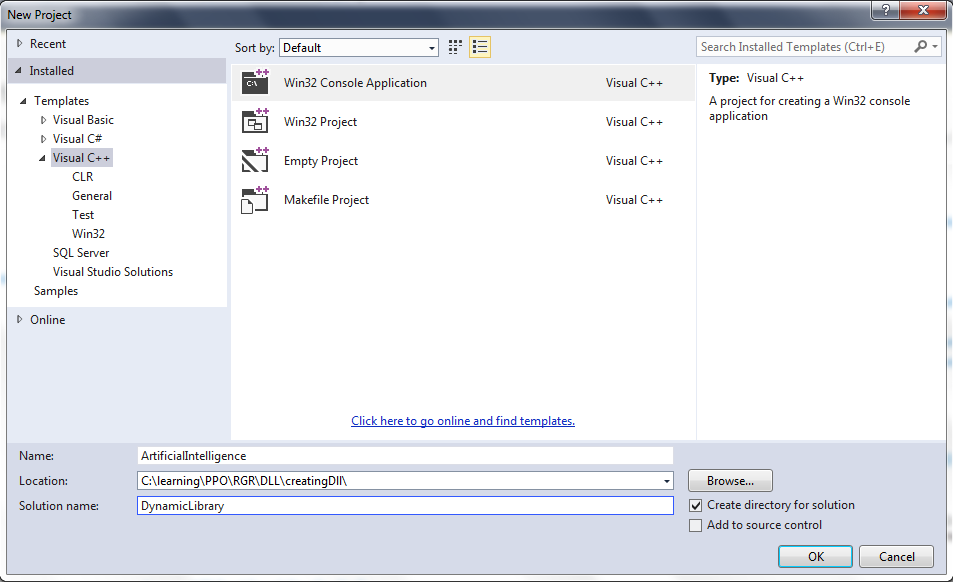 New Project
?
Recent
Installed
Templates
Visual Basic
Visual C#
Visual C++
CLR
General
Test
Win32
SQL Server
Visual Studio Solutions
Samples
Online
Sort by: Default
Search Installed Templates (Ctrl+E)
Win32 Console Application Visual C++
Win32 Project Visual C++
Empty Project Visual C++
Makefile Project Visual C++
Click here to go online and find templates.
Type: Visual C++
A project for creating a Win32 console
application
Name: ArtificialIntelligence
Location: C:\learning\PPO\RGR\DLL\creatingDll\
Browse...
Solution name: DynamicLibrary
Create directory for solution
Add to source control
OK Cancel